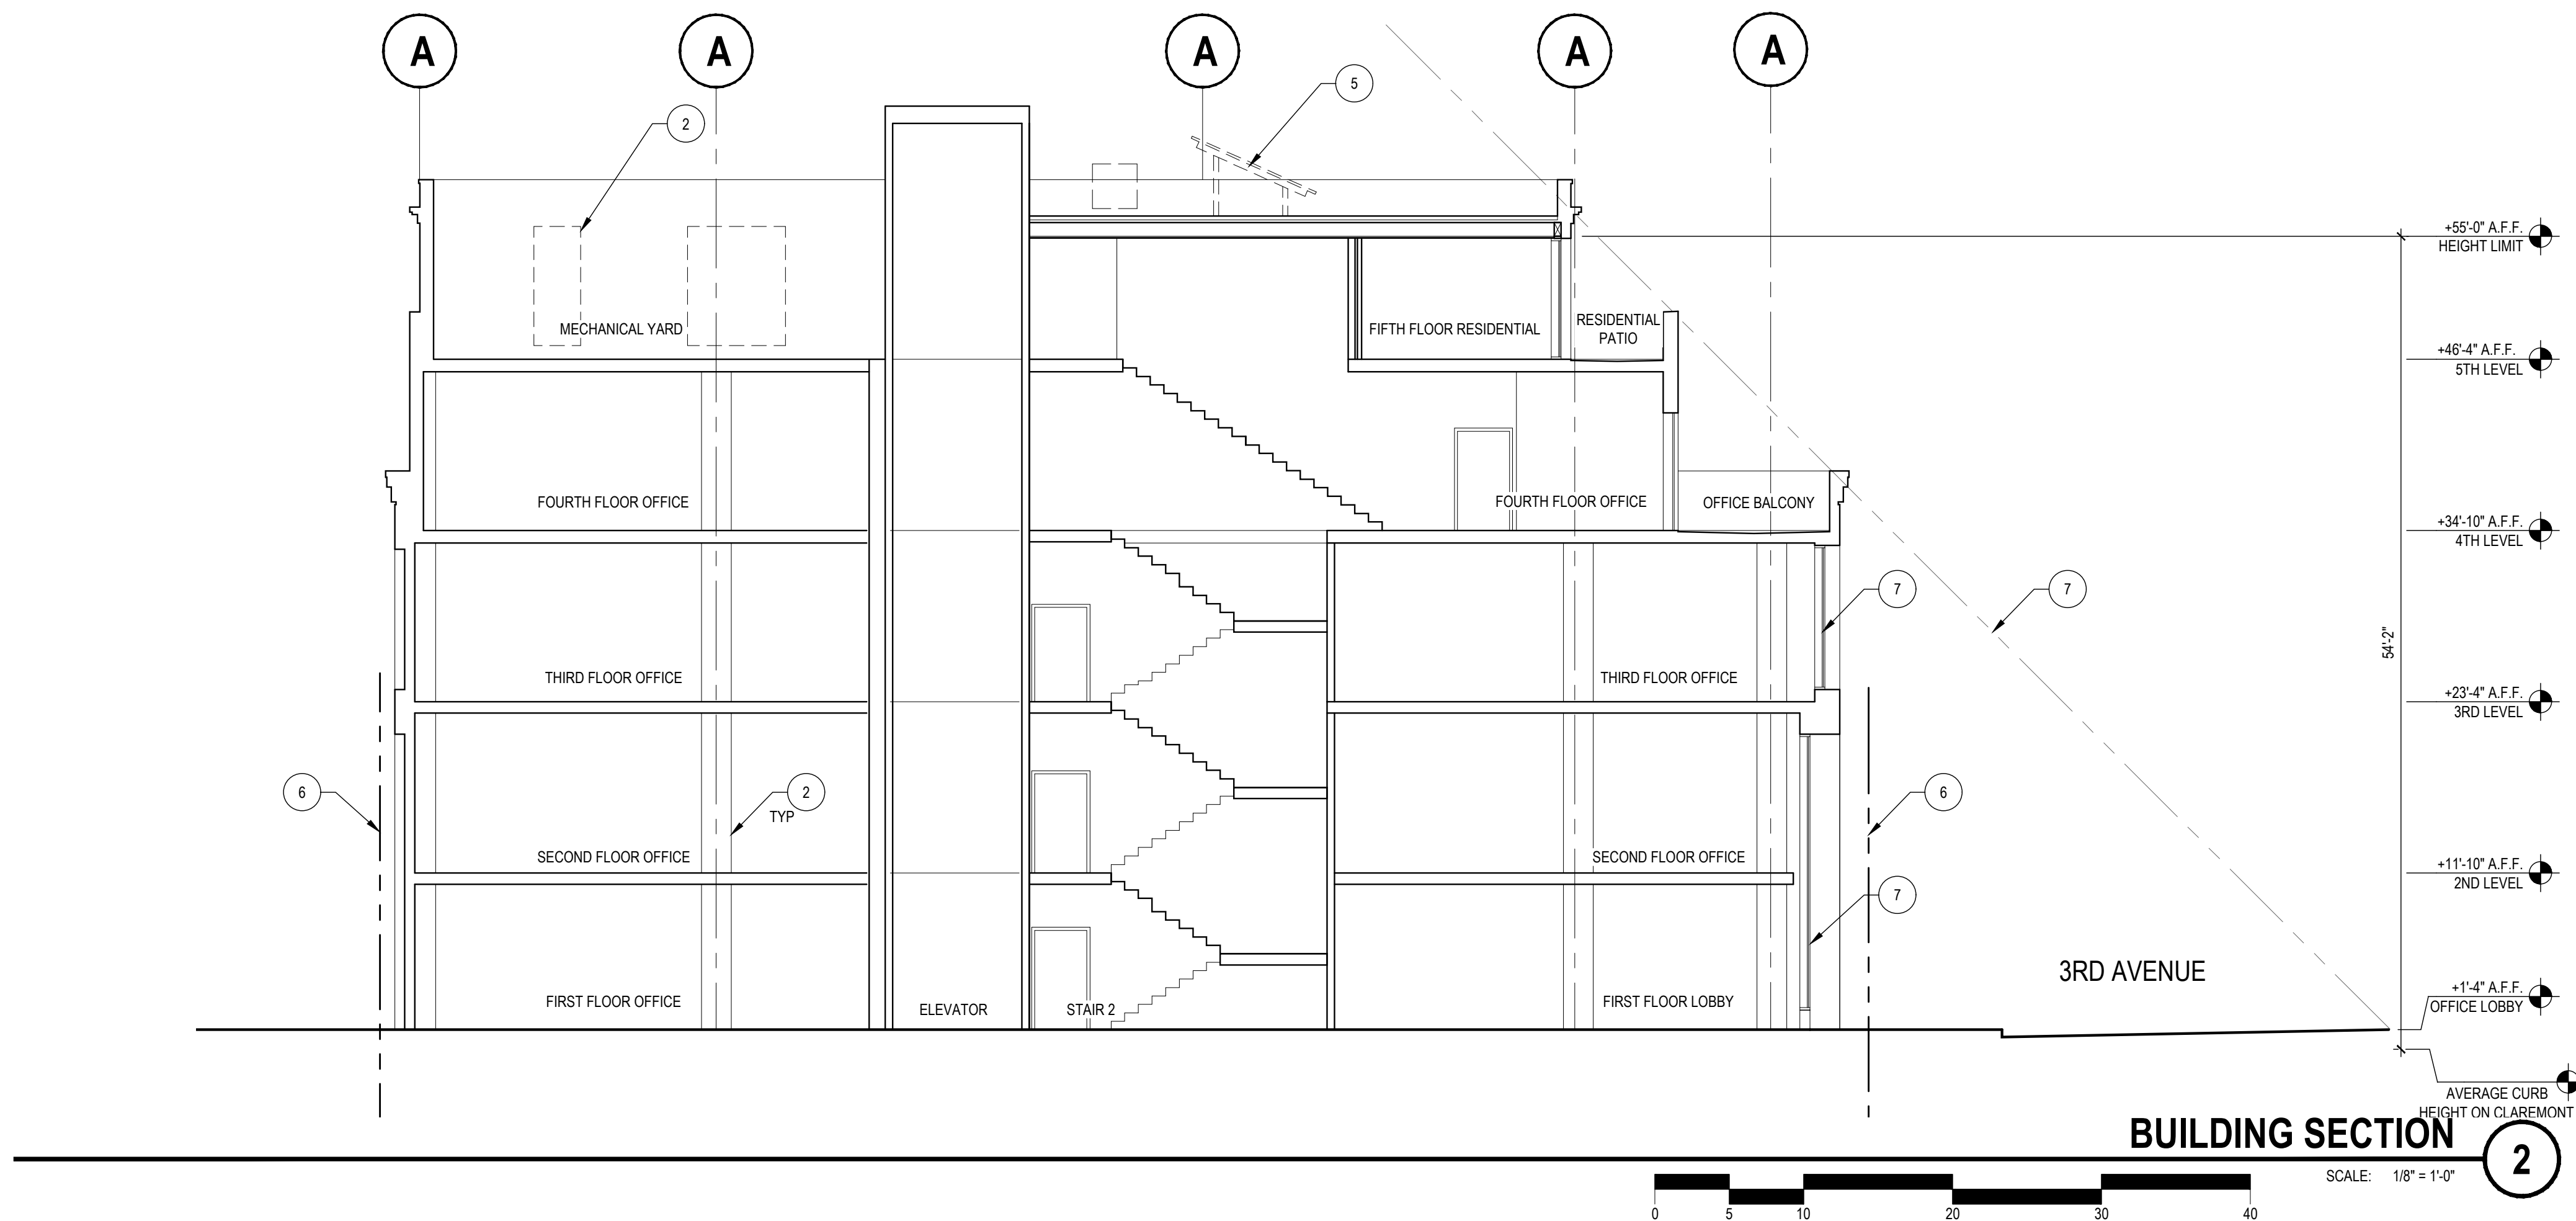 A A A A A
5
2
+55'-0" A.F.F.
HEIGHT LIMIT
MECHANICAL YARD
FIFTH FLOOR RESIDENTIAL
RESIDENTIAL
PATIO
+46'-4" A.F.F.
5TH LEVEL
FOURTH FLOOR OFFICE
FOURTH FLOOR OFFICE
OFFICE BALCONY
+34'-10" A.F.F.
4TH LEVEL
7
7
54'-2"
THIRD FLOOR OFFICE
THIRD FLOOR OFFICE
+23'-4" A.F.F.
3RD LEVEL
6
2
TYP
6
SECOND FLOOR OFFICE
SECOND FLOOR OFFICE
+11'-10" A.F.F.
2ND LEVEL
7
3RD AVENUE
FIRST FLOOR OFFICE
ELEVATOR
STAIR 2
FIRST FLOOR LOBBY
+1'-4" A.F.F.
OFFICE LOBBY
AVERAGE CURB
HEIGHT ON CLAREMONT
BUILDING SECTION
2
SCALE: 1/8" = 1'-0"
0 5 10 20 30 40